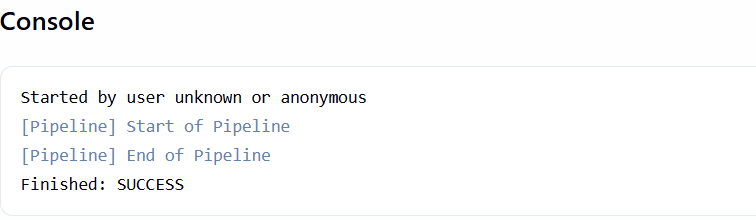 Console
Started by user unknown or anonymous
[Pipeline] Start of Pipeline
[Pipeline] End of Pipeline
Finished: SUCCESS